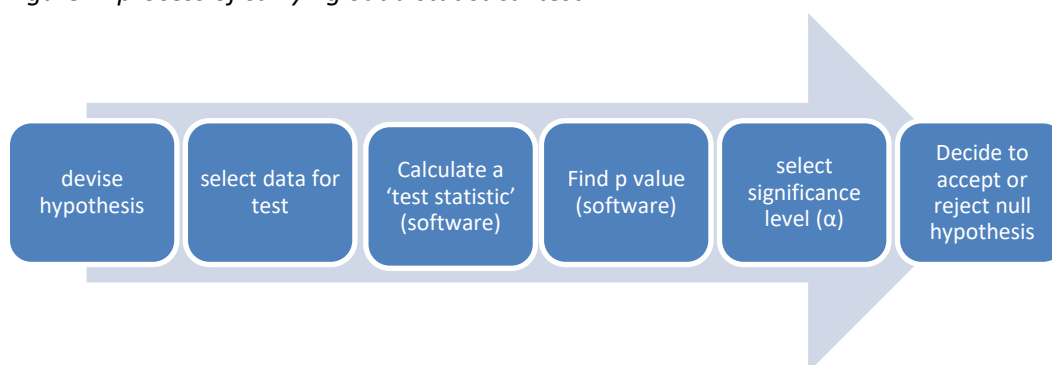 devise
hypothesis
select data for
test
Calculate a
‘test statistic’
(software)
Find p value
(software)
select
significance
level (α)
Decide to
accept or
reject null
hypothesis